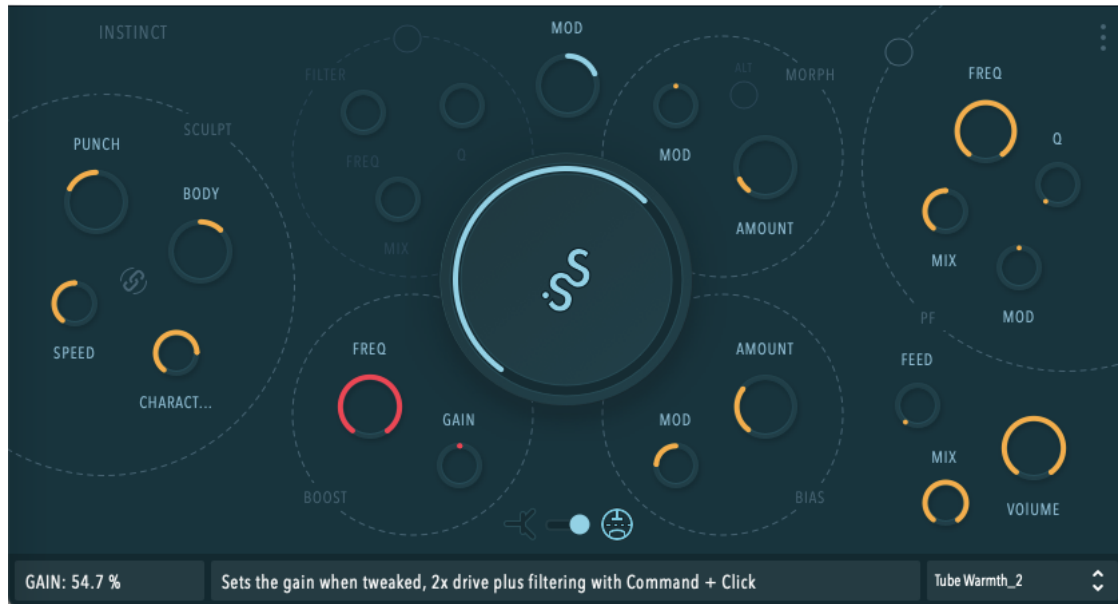 INSTINCT
MOD
FILTER
ALT
MORPH
FREQ
SCULPT
PUNCH
MOD
Q
FREQ
Q
BODY
AMOUNT
MIX
MIX
MOD
PF
SPEED
FREQ
AMOUNT
FEED
CHARACT...
GAIN
MOD
MIX
BOOST
BIAS
VOIUME
GAIN: 54.7 %
Sets the gain when tweaked, 2x drive plus filtering with Command + Click
Tube Warmth_2